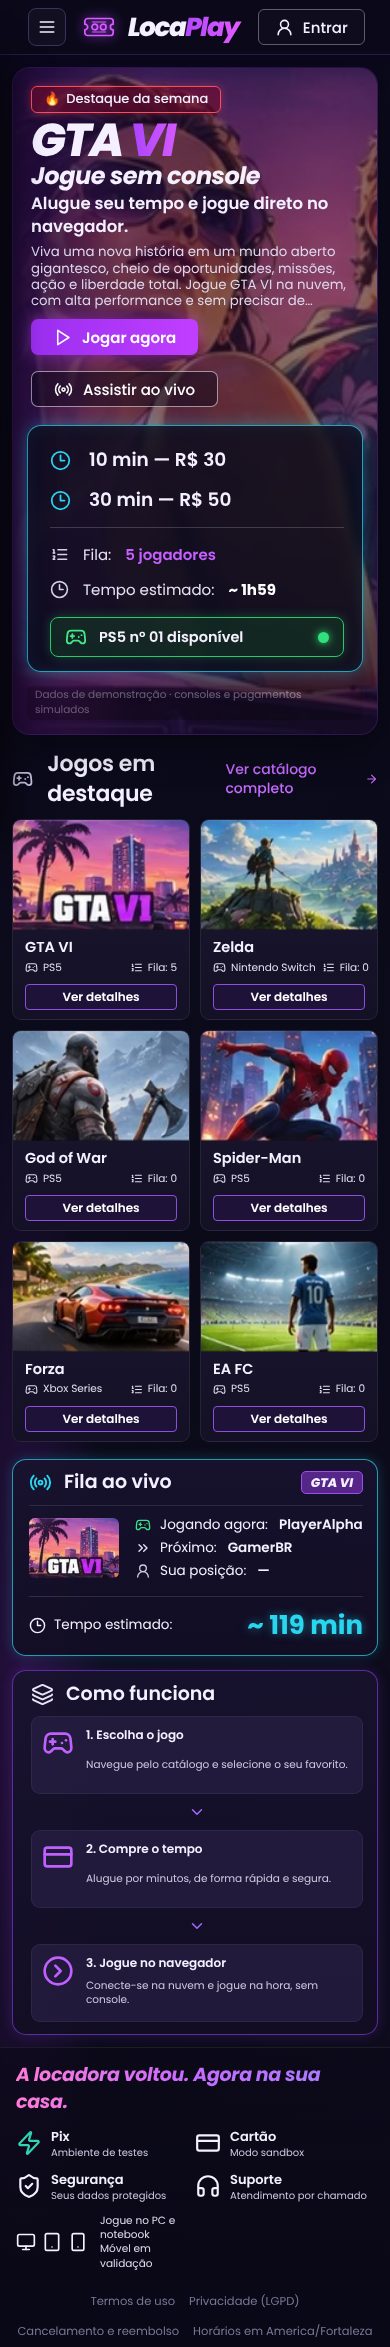 LocaPlay
Entrar
🔥 Destaque da semana
GTA VI
Jogue sem console
Alugue seu tempo e jogue direto no
navegador.
Viva uma nova história em um mundo aberto
gigantesco, cheio de oportunidades, missões,
ação e liberdade total. Jogue GTA VI na nuvem,
com alta performance e sem precisar de…
Jogar agora
Assistir ao vivo
10 min — R$ 30
30 min — R$ 50
Fila: 5 jogadores
Tempo estimado: ~ 1h59
PS5 nº 01 disponível
Dados de demonstração · consoles e pagamentos
simulados
Jogos em
destaque
Ver catálogo
completo
GTA VI
GTA VI
PS5 Fila: 5
Ver detalhes
Zelda
Nintendo Switch Fila: 0
Ver detalhes
God of War
PS5 Fila: 0
Ver detalhes
Spider-Man
PS5 Fila: 0
Ver detalhes
Forza
Xbox Series Fila: 0
Ver detalhes
10
EA FC
PS5 Fila: 0
Ver detalhes
Fila ao vivo
GTA VI
GTA VI
Jogando agora: PlayerAlpha
Próximo: GamerBR
Sua posição: —
Tempo estimado: ~ 119 min
Como funciona
1. Escolha o jogo
Navegue pelo catálogo e selecione o seu favorito.
2. Compre o tempo
Alugue por minutos, de forma rápida e segura.
3. Jogue no navegador
Conecte-se na nuvem e jogue na hora, sem
console.
A locadora voltou. Agora na sua
casa.
Pix
Ambiente de testes
Cartão
Modo sandbox
Segurança
Seus dados protegidos
Suporte
Atendimento por chamado
Jogue no PC e
notebook
Móvel em
validação
Termos de uso Privacidade (LGPD)
Cancelamento e reembolso Horários em America/Fortaleza